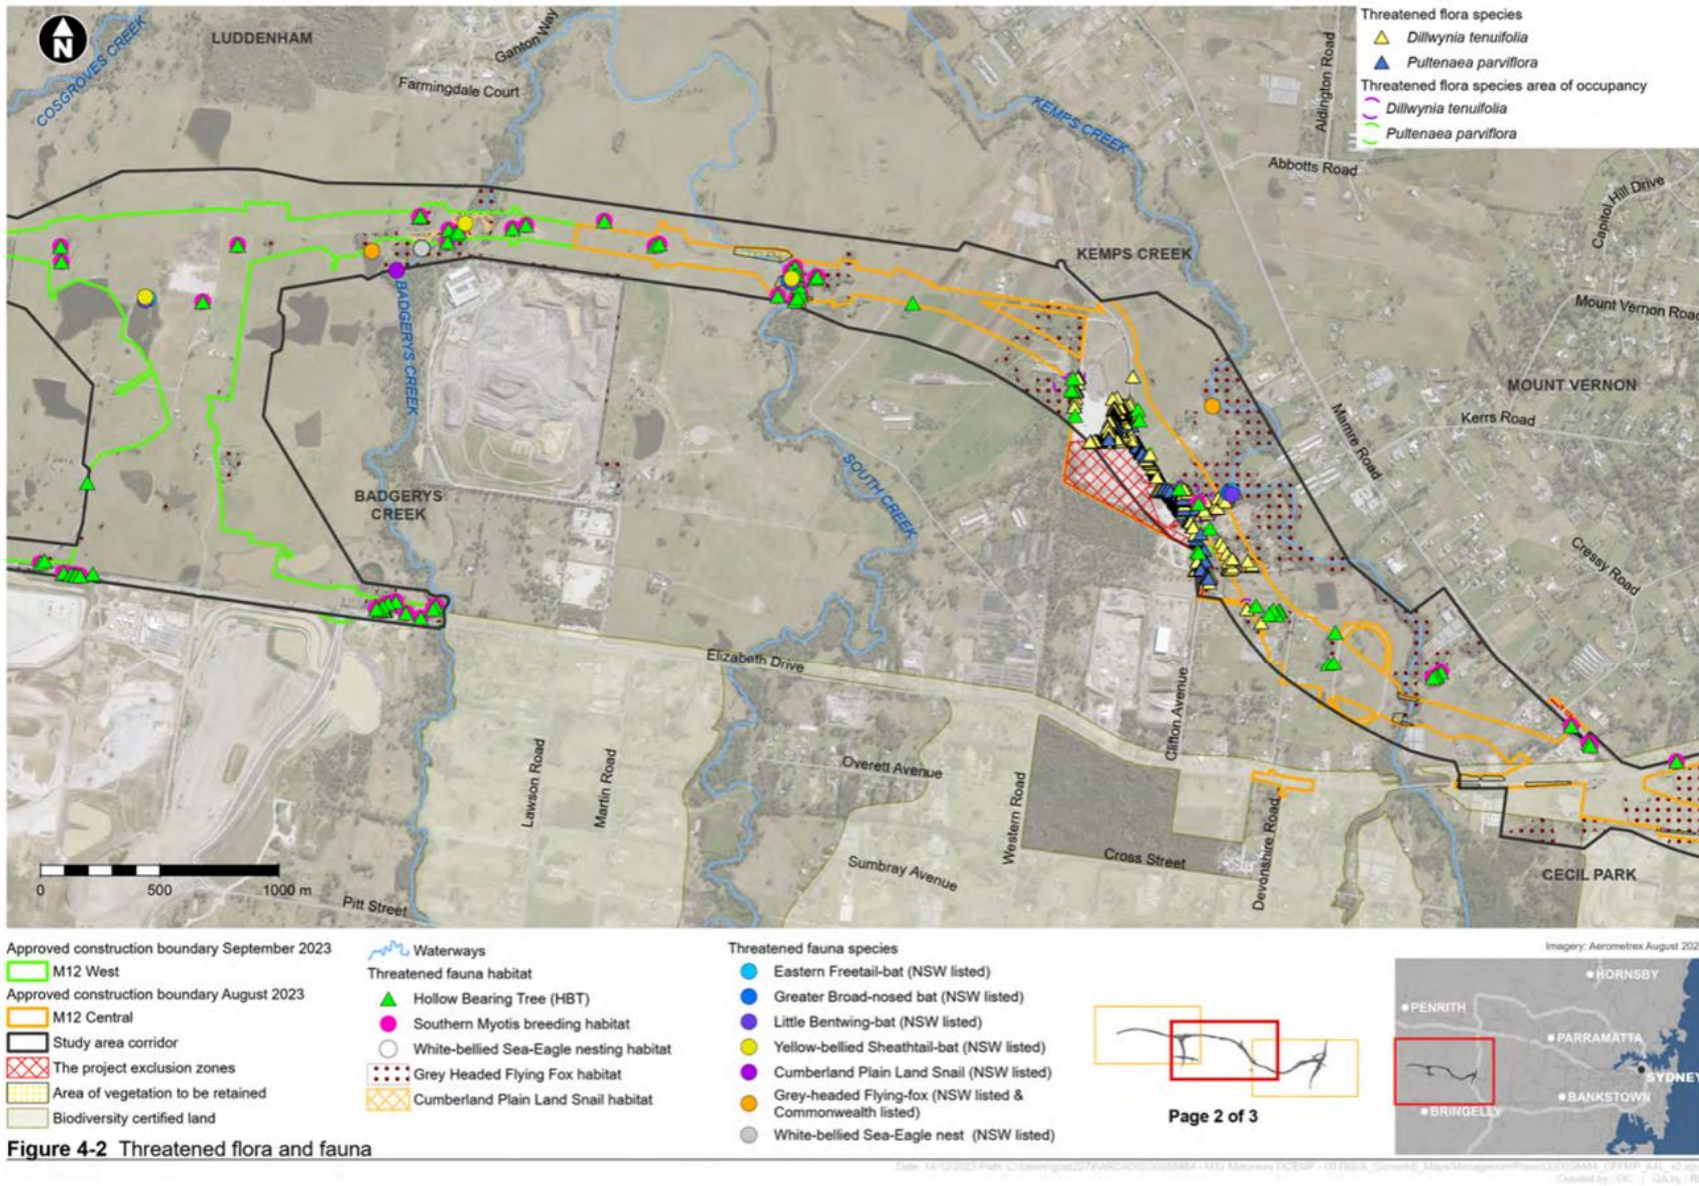 Threatened flora species
Dillwynia tenuifolia
Pultenaea parviflora
Threatened flora species area of occupancy
Dillwynia tenuifolia
Pultenaea parviflora
N
LUDDENHAM
COSGROVES CREEK
Ganton Way
Farmingdale Court
KEMPS CREEK
Aldington Road
Abbotts Road
Capitol Hill Drive
KEMPS CREEK
Mount Vernon Road
MOUNT VERNON
Kerrs Road
Mamre Road
BADGERYS CREEK
BADGERYS
CREEK
SOUTH CREEK
Cressy Road
Elizabeth Drive
Clifton Avenue
Overett Avenue
Lawson Road
Martin Road
Western Road
Devonshire Road
Cross Street
Sumbray Avenue
CECIL PARK
Pitt Street
0 500 1000 m
Approved construction boundary September 2023
M12 West
Approved construction boundary August 2023
M12 Central
Study area corridor
The project exclusion zones
Area of vegetation to be retained
Biodiversity certified land
Waterways
Threatened fauna habitat
Hollow Bearing Tree (HBT)
Southern Myotis breeding habitat
White-bellied Sea-Eagle nesting habitat
Grey Headed Flying Fox habitat
Cumberland Plain Land Snail habitat
Threatened fauna species
Eastern Freetail-bat (NSW listed)
Greater Broad-nosed bat (NSW listed)
Little Bentwing-bat (NSW listed)
Yellow-bellied Sheathtail-bat (NSW listed)
Cumberland Plain Land Snail (NSW listed)
Grey-headed Flying-fox (NSW listed &
Commonwealth listed)
White-bellied Sea-Eagle nest (NSW listed)
Page 2 of 3
Imagery: Aerometrex August 202
HORNSBY
PENRITH
PARRAMATTA
SYDNEY
BANKSTOWN
BRINGELLY
Figure 4-2 Threatened flora and fauna